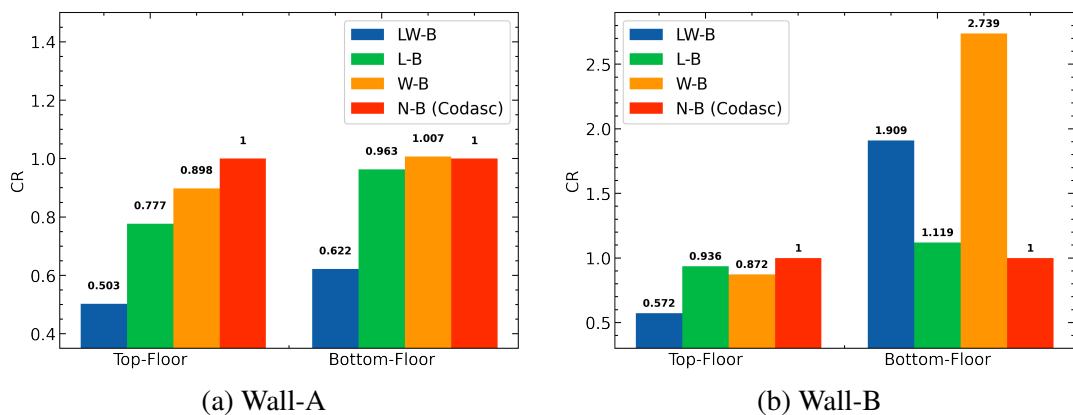 1.4
1.2
1.0
0.8
0.6
0.4
CR
LW-B
L-B
W-B
N-B (Codasc)
0.503
0.777
0.898
1
0.622
0.963
1.007
1
Top-Floor
Bottom-Floor
(a) Wall-A
2.5
2.0
1.5
1.0
0.5
CR
LW-B
L-B
W-B
N-B (Codasc)
0.572
0.936
0.872
1
1.909
1.119
2.739
1
Top-Floor
Bottom-Floor
(b) Wall-B